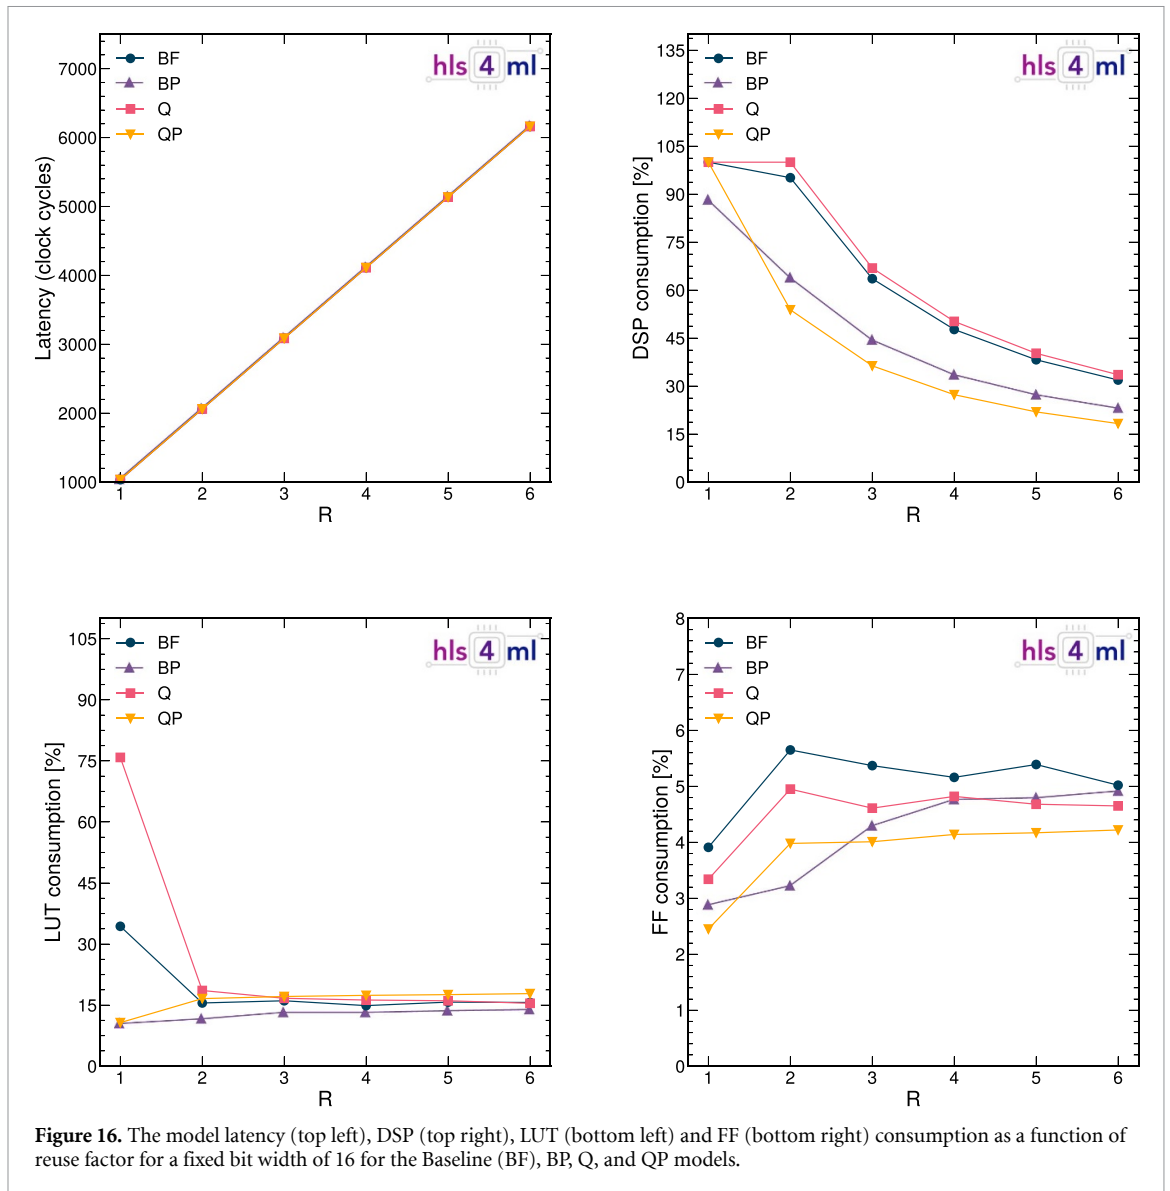 BF
BP
Q
QP
hls 4 ml
7000
6000
5000
4000
3000
2000
1000
Latency (clock cycles)
1 2 3 4 5 6
R
BF
BP
Q
QP
hls 4 ml
135
120
105
90
75
60
45
30
15
0
DSP consumption [%]
1 2 3 4 5 6
R
BF
BP
Q
QP
hls 4 ml
105
90
75
60
45
30
15
0
LUT consumption [%]
1 2 3 4 5 6
R
BF
BP
Q
QP
hls 4 ml
8
7
6
5
4
3
2
1
0
FF consumption [%]
1 2 3 4 5 6
R
Figure 16. The model latency (top left), DSP (top right), LUT (bottom left) and FF (bottom right) consumption as a function of
reuse factor for a fixed bit width of 16 for the Baseline (BF), BP, Q, and QP models.